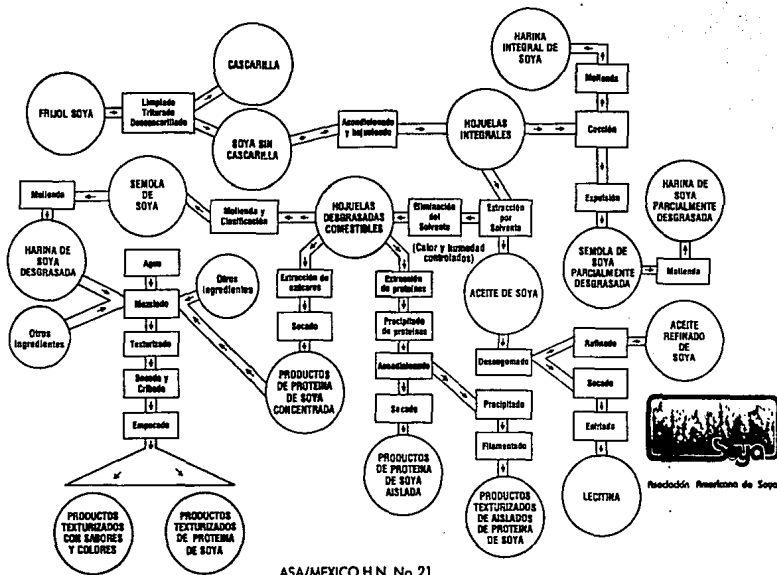 HARINA
INTEGRAL DE
SOYA
CASCARILLA
Molienda
FRIJOL SOYA
Limpiado
Triturado
Descascarillado
SOYA SIN
CASCARILLA
Acondicionado
y hojueleado
HOJUELAS
INTEGRALES
Cocción
Molienda
SEMOLA
DE
SOYA
Molienda y
Clasificación
HOJUELAS
DESGRASADAS
COMESTIBLES
Eliminación
del
Solvente
Extracción
por
Solvente
(Calor y humedad
controlados)
Expulsión
HARINA DE
SOYA
PARCIALMENTE
DESGRASADA
HARINA DE
SOYA
DESGRASADA
Agua
Otros
Ingredientes
Extracción de
azúcares
Extracción
de proteínas
ACEITE DE SOYA
SEMOLA DE
SOYA
PARCIALMENTE
DESGRASADA
Molienda
Otros
Ingredientes
Mezclado
Secado
Precipitado
de proteínas
Texturizado
PRODUCTOS
DE PROTEINA
DE SOYA
CONCENTRADA
Acondicionado
Desengomado
Refinado
ACEITE
REFINADO
DE
SOYA
Secado y
Cribado
Secado
Precipitado
Secado
Empacado
PRODUCTOS
DE PROTEINA
DE SOYA
AISLADA
Filamentado
Enfriado
Soya
Asociación Americana de Soya
PRODUCTOS
TEXTURIZADOS
CON SABORES
Y COLORES
PRODUCTOS
TEXTURIZADOS
DE PROTEINA
DE SOYA
PRODUCTOS
TEXTURIZADOS
DE AISLADOS
DE PROTEINA
DE SOYA
LECITINA
ASA/MEXICO H.N. No. 21